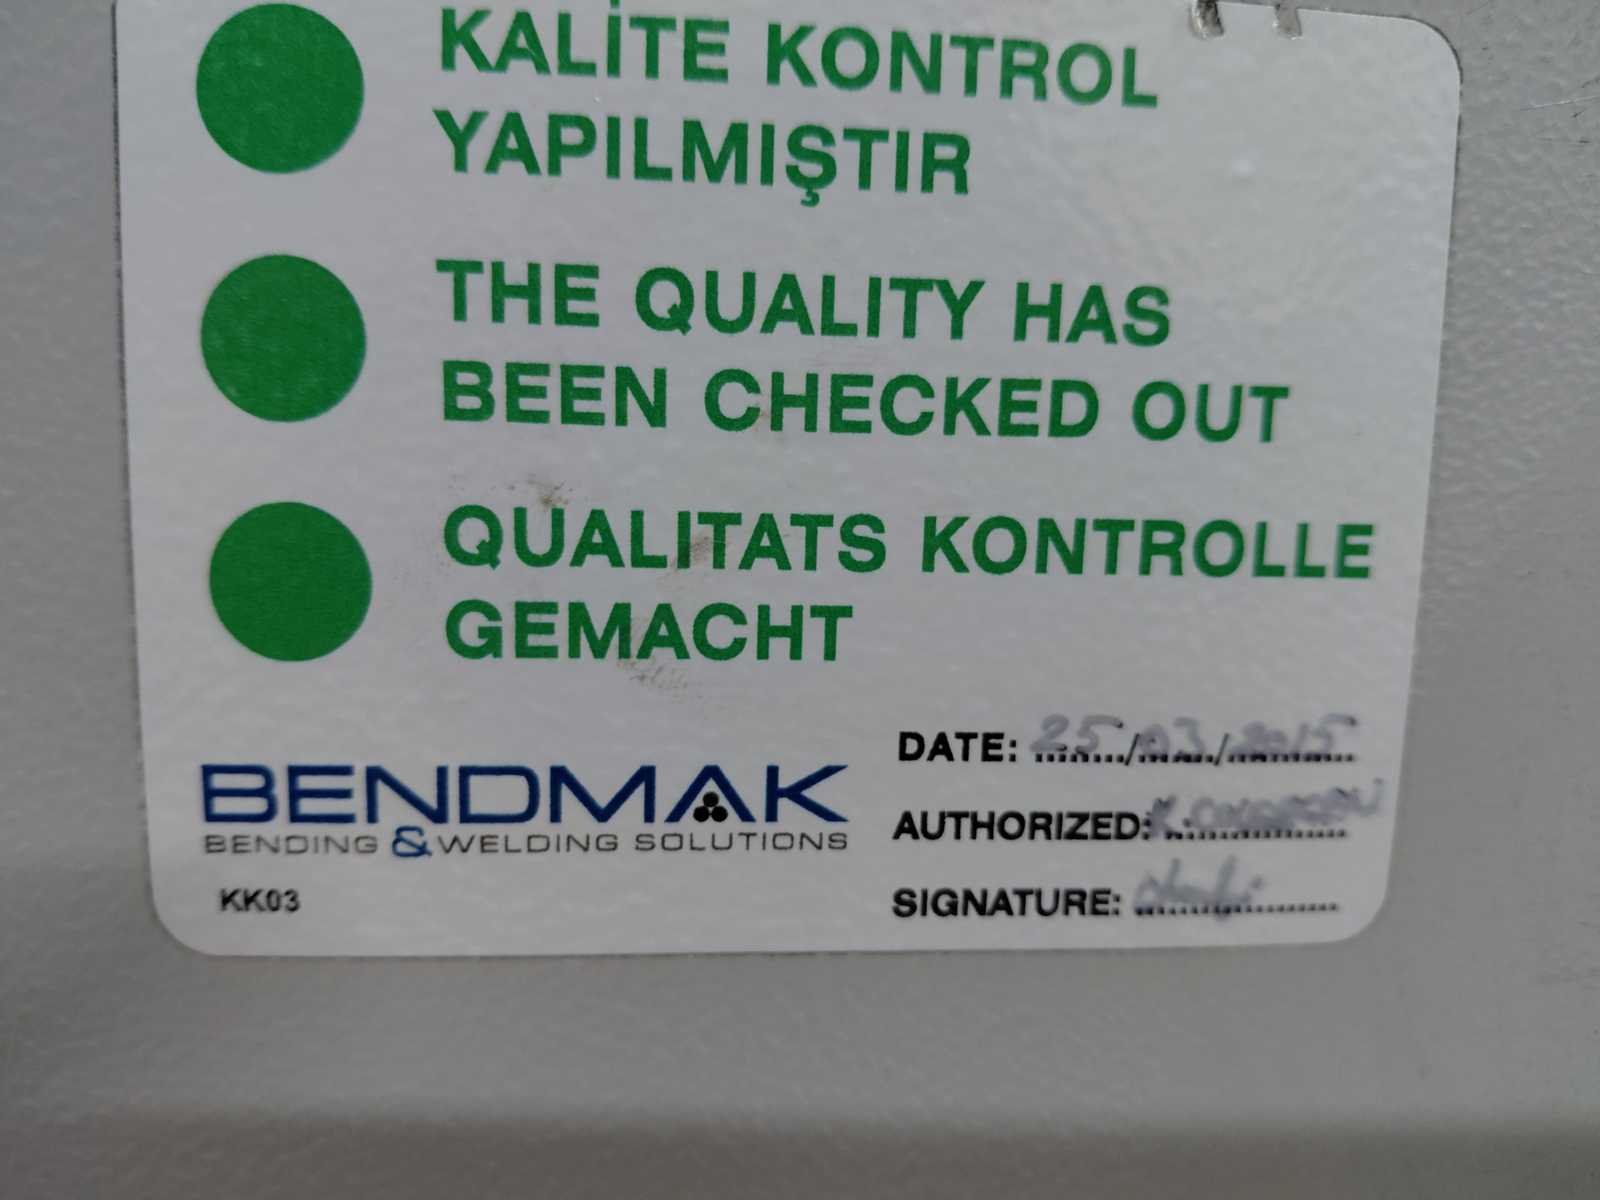 KALİTE KONTROL
YAPILMIŞTIR
THE QUALITY HAS
BEEN CHECKED OUT
QUALITATS KONTROLLE
GEMACHT
BENDMAK
BENDING & WELDING SOLUTIONS
KK03
DATE: 25/03/2015
AUTHORIZED: K.
SIGNATURE: